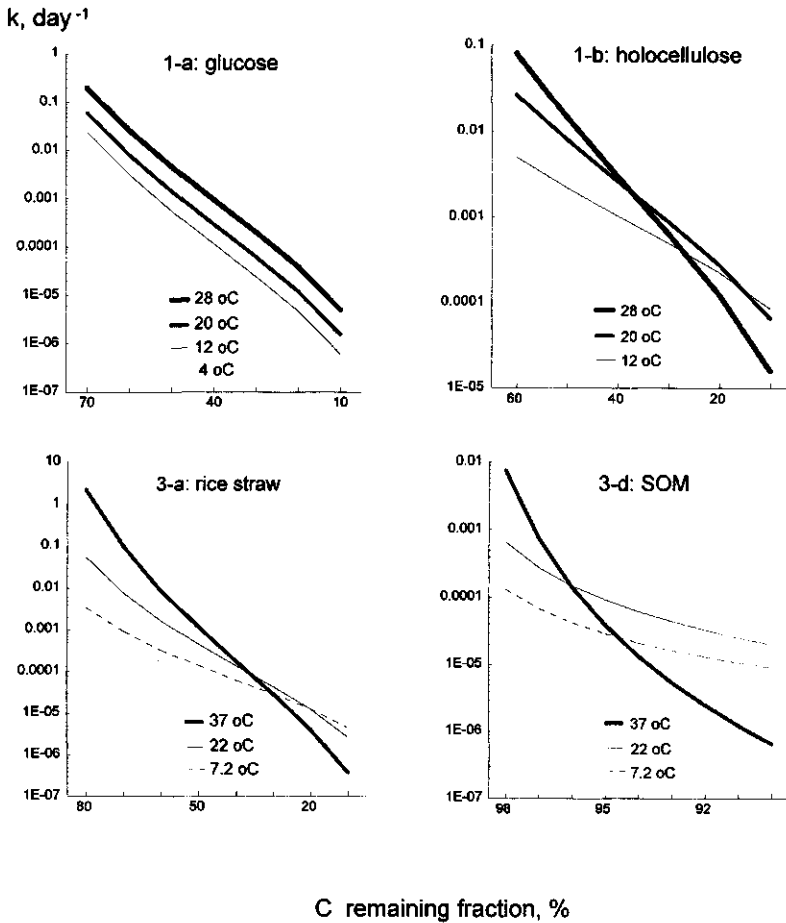 k, day⁻¹
1-a: glucose
1
0.1
0.01
0.001
0.0001
1E-05
1E-06
1E-07
28 oC
20 oC
12 oC
4 oC
70
40
10
1-b: holocellulose
0.1
0.01
0.001
0.0001
1E-05
28 oC
20 oC
12 oC
60
40
20
3-a: rice straw
10
1
0.1
0.01
0.001
0.0001
1E-05
1E-06
1E-07
37 oC
22 oC
7.2 oC
80
50
20
3-d: SOM
0.01
0.001
0.0001
1E-05
1E-06
1E-07
37 oC
22 oC
7.2 oC
98
95
92
C remaining fraction, %